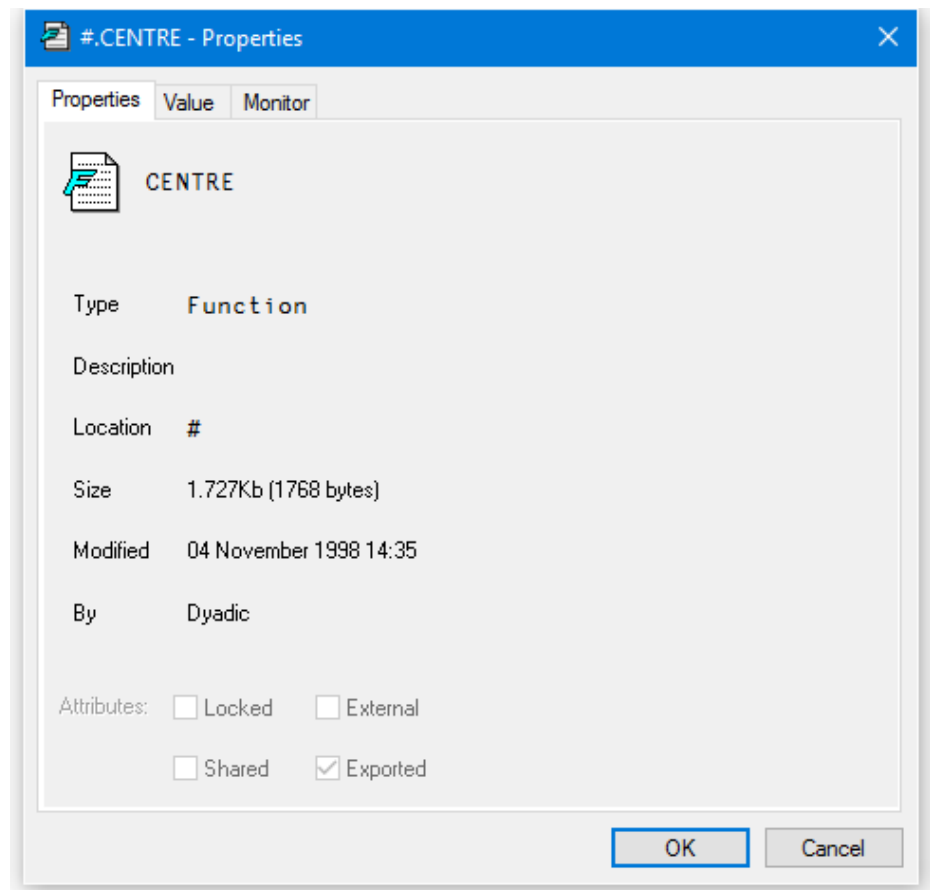 #.CENTRE - Properties
Properties Value Monitor
CENTRE
Type Function
Description
Location #
Size 1.727Kb (1768 bytes)
Modified 04 November 1998 14:35
By Dyadic
Attributes: Locked External
Shared Exported
OK Cancel